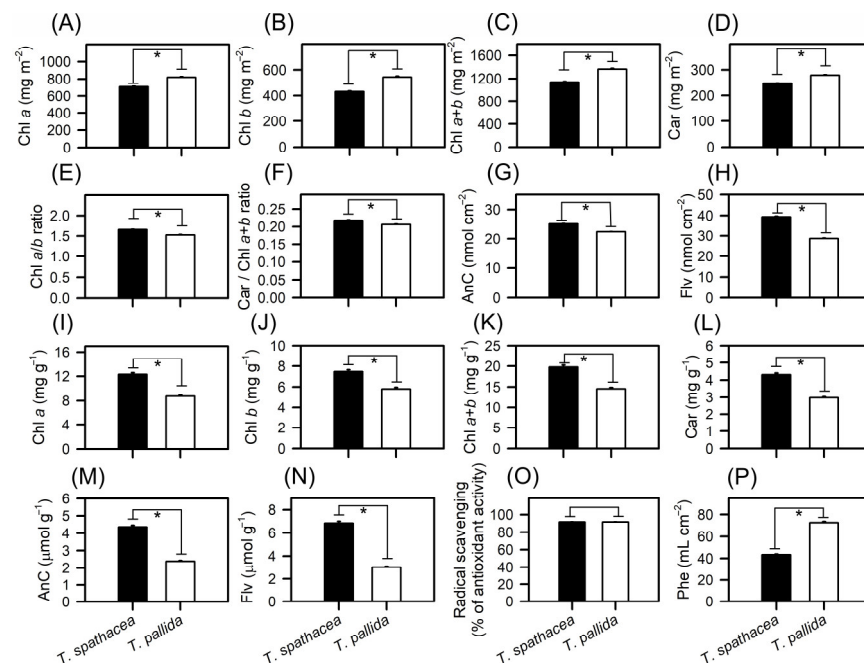 (A)
Chl a (mg m−2)
1000
800
600
400
200
0
*
(B)
Chl b (mg m−2)
600
400
200
0
*
(C)
Chl a+b (mg m−2)
1600
1200
800
400
0
*
(D)
Car (mg m−2)
300
200
100
0
*
(E)
Chl a/b ratio
2.0
1.5
1.0
0.5
0.0
*
(F)
Car / Chl a+b ratio
0.25
0.20
0.15
0.10
0.05
0.00
*
(G)
AnC (nmol cm−2)
30
20
10
0
*
(H)
Flv (nmol cm−2)
50
40
30
20
10
0
*
(I)
Chl a (mg g−1)
16
12
8
4
0
*
(J)
Chl b (mg g−1)
8
6
4
2
0
*
(K)
Chl a+b (mg g−1)
25
20
15
10
5
0
*
(L)
Car (mg g−1)
6
5
4
3
2
1
0
*
(M)
AnC (μmol g−1)
6
5
4
3
2
1
0
*
(N)
Flv (μmol g−1)
8
6
4
2
0
*
(O)
Radical scavenging
(% of antioxidant activity)
100
80
60
40
20
0
(P)
Phe (mL cm−2)
80
60
40
20
0
*
T. spathacea
T. pallida
T. spathacea
T. pallida
T. spathacea
T. pallida
T. spathacea
T. pallida